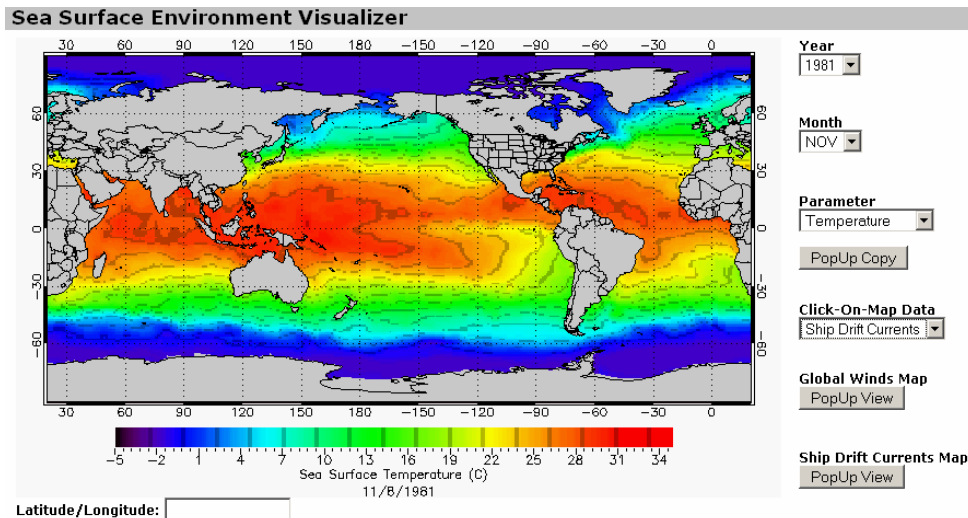 Sea Surface Environment Visualizer
30 60 90 120 150 180 -150 -120 -90 -60 -30 0
60 60
30 30
0 0
-30 -30
-60 -60
30 60 90 120 150 180 -150 -120 -90 -60 -30 0
-5 -2 1 4 7 10 13 16 19 22 25 28 31 34
Sea Surface Temperature (C)
11/8/1981
Latitude/Longitude:
Year
1981
Month
NOV
Parameter
Temperature
PopUp Copy
Click-On-Map Data
Ship Drift Currents
Global Winds Map
PopUp View
Ship Drift Currents Map
PopUp View